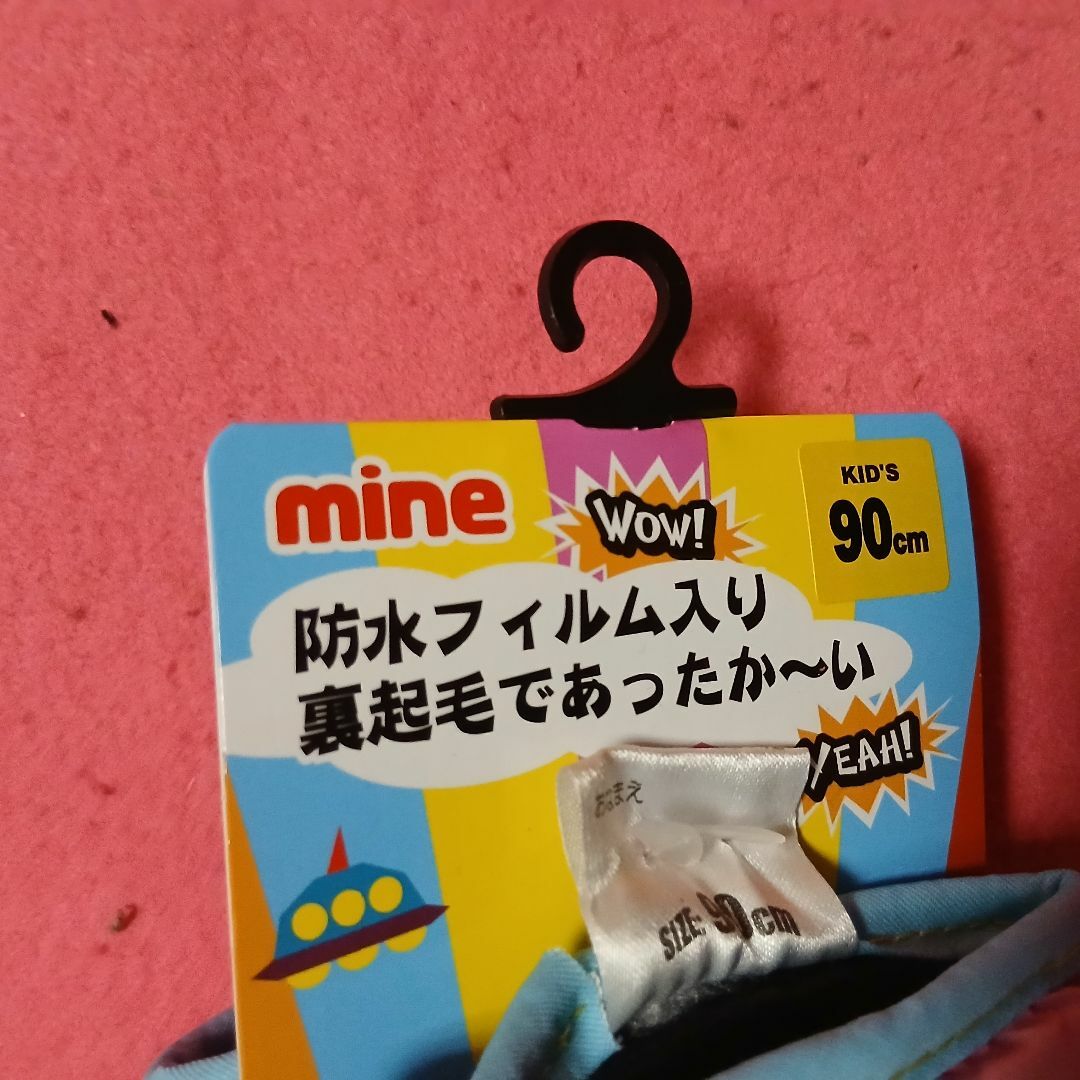 mine
WOW!
KID'S
90cm
防水フィルム入り
裏起毛であったか〜い
YEAH!
おなまえ
SIZE: 90cm